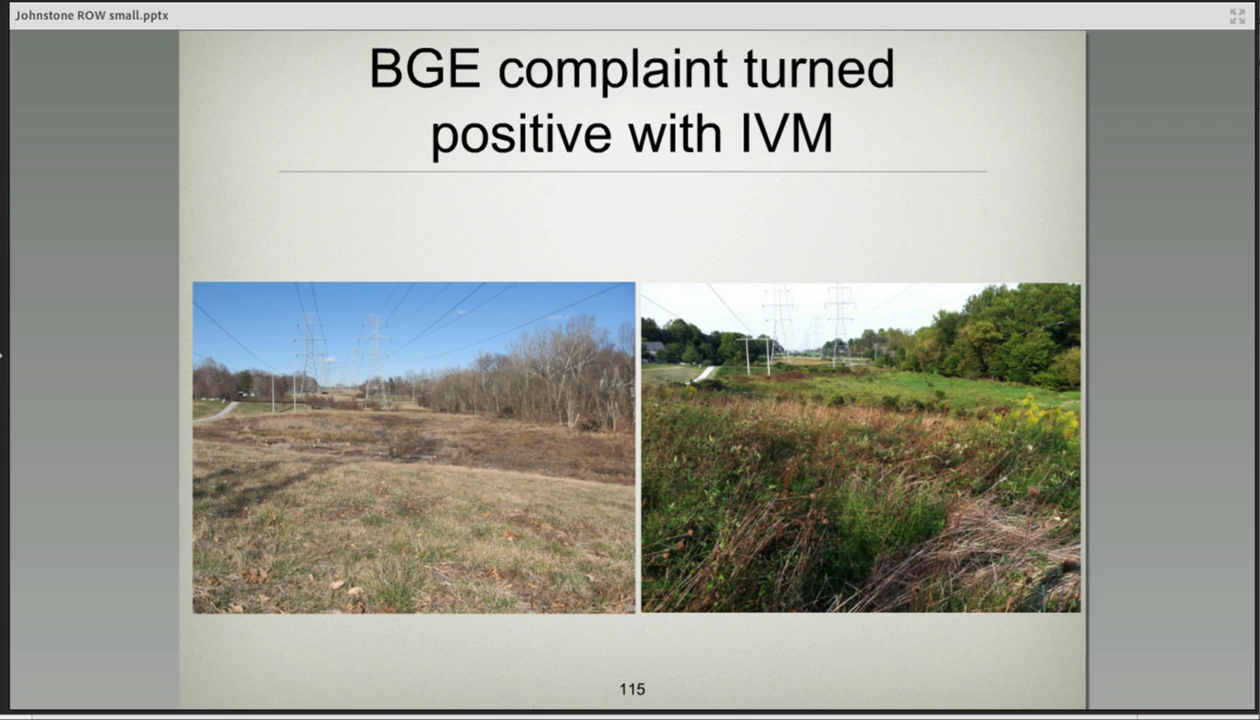 Johnstone ROW small.pptx
BGE complaint turned
positive with IVM
115